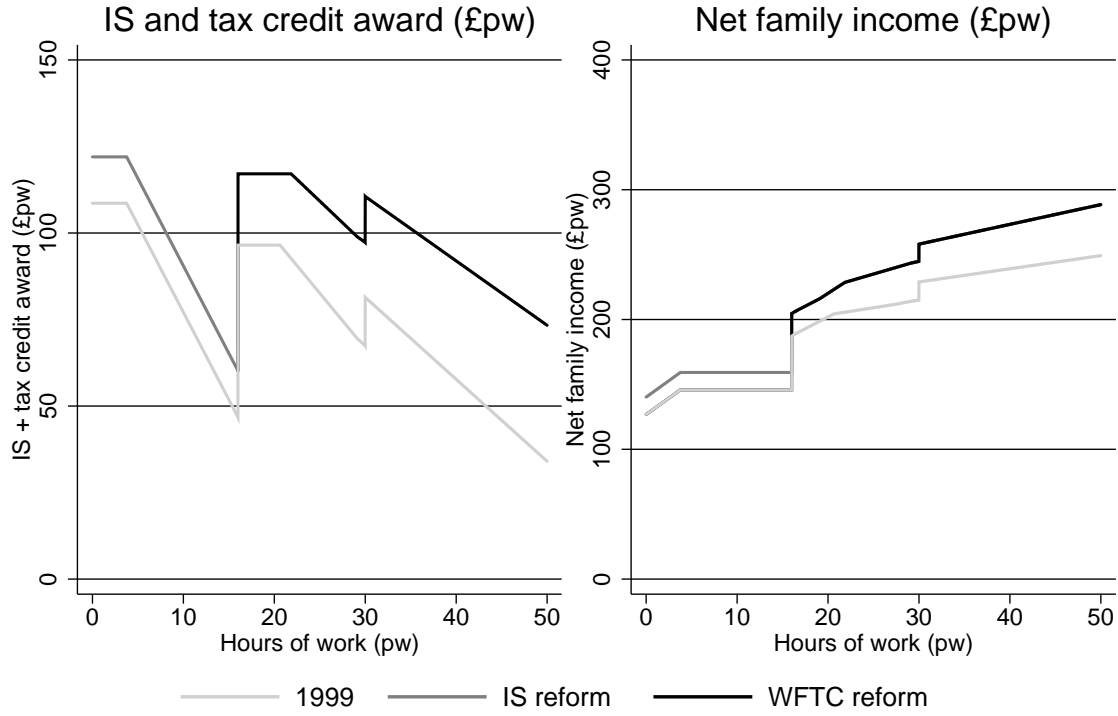 IS and tax credit award (£pw)
IS + tax credit award (£pw)
150
100
50
0
0 10 20 30 40 50
Hours of work (pw)
Net family income (£pw)
Net family income (£pw)
400
300
200
100
0
0 10 20 30 40 50
Hours of work (pw)
1999 IS reform WFTC reform